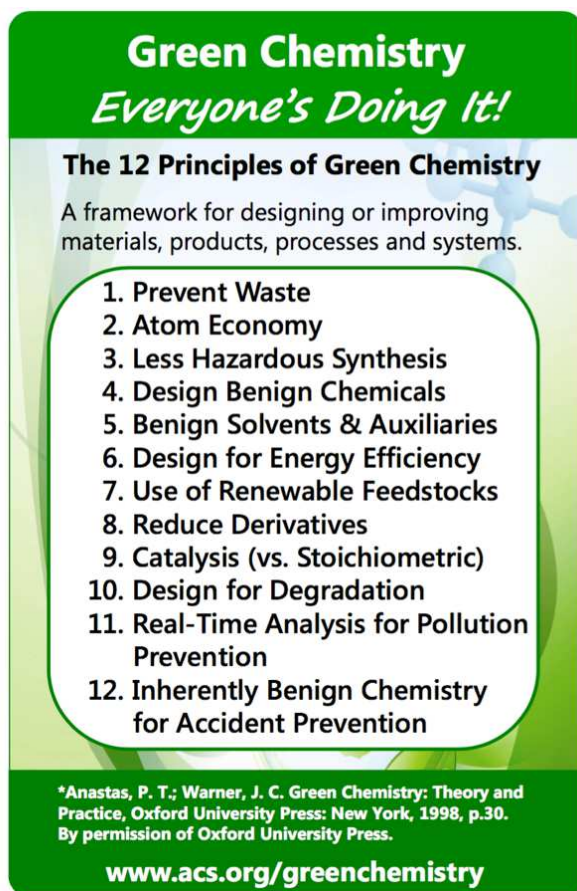 Green Chemistry
Everyone's Doing It!
The 12 Principles of Green Chemistry
A framework for designing or improving
materials, products, processes and systems.
1. Prevent Waste
2. Atom Economy
3. Less Hazardous Synthesis
4. Design Benign Chemicals
5. Benign Solvents & Auxiliaries
6. Design for Energy Efficiency
7. Use of Renewable Feedstocks
8. Reduce Derivatives
9. Catalysis (vs. Stoichiometric)
10. Design for Degradation
11. Real-Time Analysis for Pollution
Prevention
12. Inherently Benign Chemistry
for Accident Prevention
*Anastas, P. T.; Warner, J. C. Green Chemistry: Theory and
Practice, Oxford University Press: New York, 1998, p.30.
By permission of Oxford University Press.
www.acs.org/greenchemistry